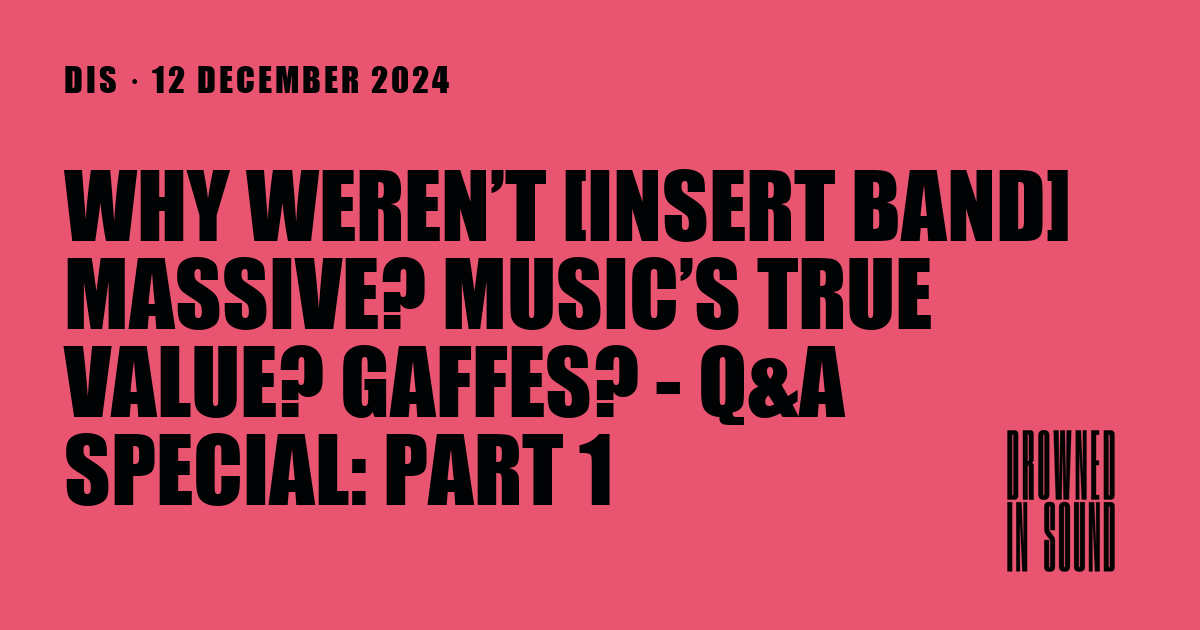 DIS · 12 DECEMBER 2024
WHY WEREN’T [INSERT BAND]
MASSIVE? MUSIC’S TRUE
VALUE? GAFFES? - Q&A
SPECIAL: PART 1
DROWNED
IN SOUND